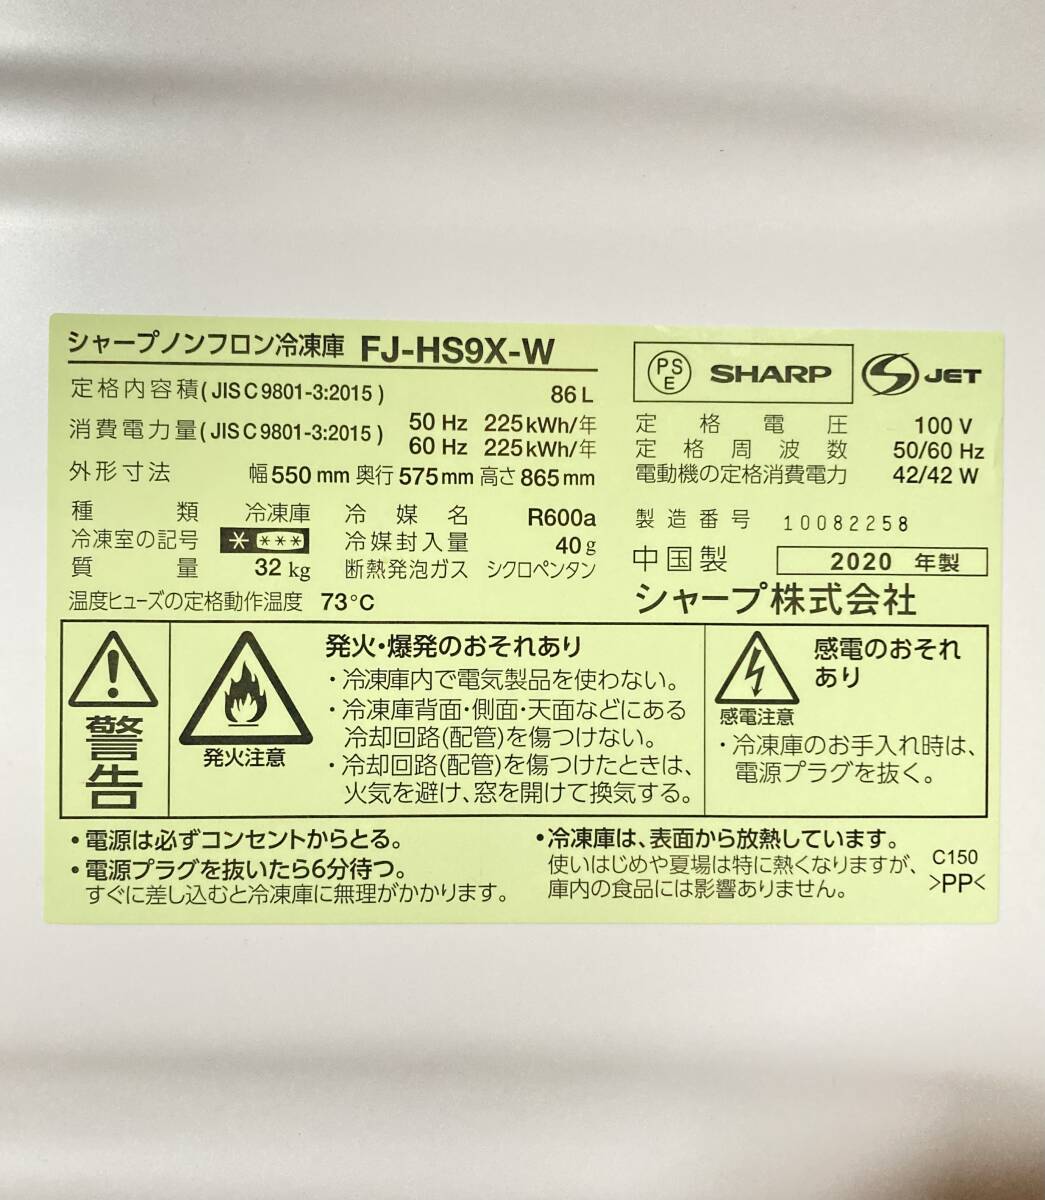 シャープノンフロン冷凍庫 FJ-HS9X-W
定格内容積(JIS C 9801-3:2015) 86 L
消費電力量(JIS C 9801-3:2015) 50 Hz 225 kWh/年
60 Hz 225 kWh/年
外形寸法 幅 550 mm 奥行 575 mm 高さ 865 mm
種類 冷凍庫 冷媒名 R600a
冷凍室の記号 * *** 冷媒封入量 40 g
質量 32 kg 断熱発泡ガス シクロペンタン
温度ヒューズの定格動作温度 73°C
PS E SHARP JET
定格電圧 100 V
定格周波数 50/60 Hz
電動機の定格消費電力 42/42 W
製造番号 10082258
中国製 2020 年製
シャープ株式会社
警告
発火注意
発火・爆発のおそれあり
・冷凍庫内で電気製品を使わない。
・冷凍庫背面・側面・天面などにある
冷却回路(配管)を傷つけない。
・冷却回路(配管)を傷つけたときは、
火気を避け、窓を開けて換気する。
感電注意
感電のおそれ
あり
・冷凍庫のお手入れ時は、
電源プラグを抜く。
・電源は必ずコンセントからとる。
・電源プラグを抜いたら6分待つ。
すぐに差し込むと冷凍庫に無理がかかります。
・冷凍庫は、表面から放熱しています。
使いはじめや夏場は特に熱くなりますが、
庫内の食品には影響ありません。
C150
>PP<